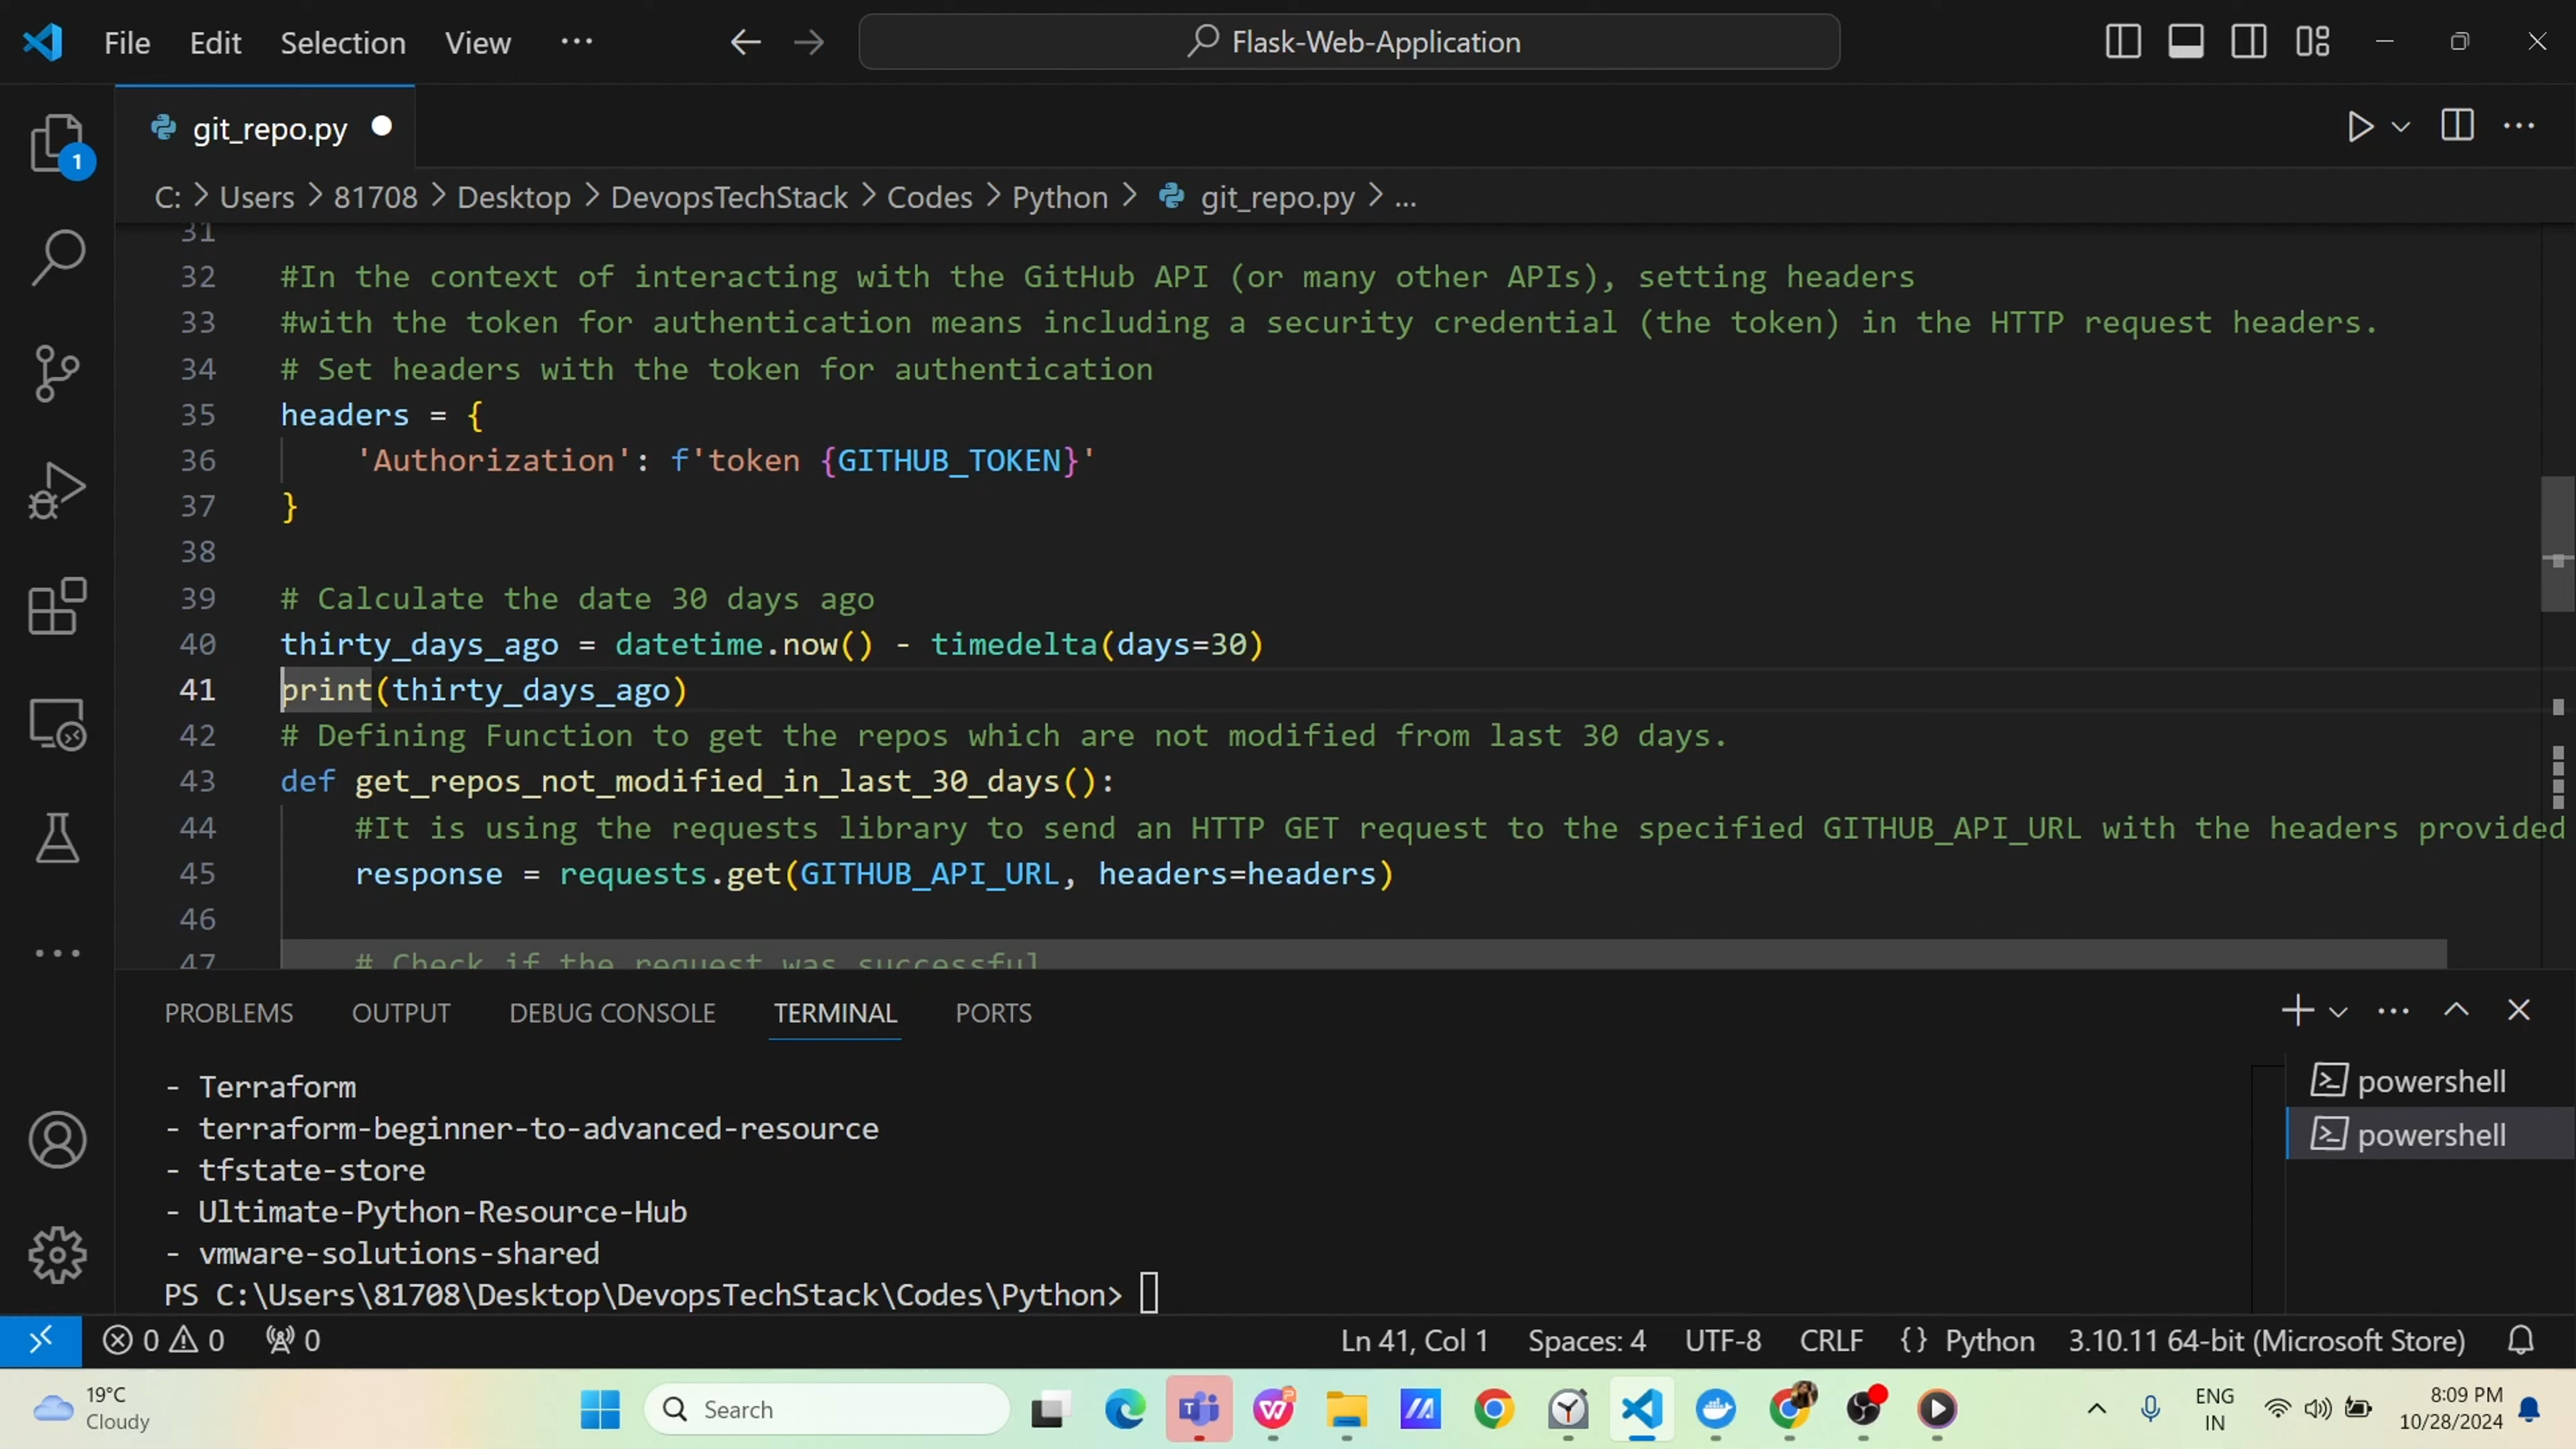 File Edit Selection View ...
Flask-Web-Application
git_repo.py
1
C: > Users > 81708 > Desktop > DevopsTechStack > Codes > Python > git_repo.py > ...
31
32 #In the context of interacting with the GitHub API (or many other APIs), setting headers
33 #with the token for authentication means including a security credential (the token) in the HTTP request headers.
34 # Set headers with the token for authentication
35 headers = {
36     'Authorization': f'token {GITHUB_TOKEN}'
37 }
38
39 # Calculate the date 30 days ago
40 thirty_days_ago = datetime.now() - timedelta(days=30)
41 print(thirty_days_ago)
42 # Defining Function to get the repos which are not modified from last 30 days.
43 def get_repos_not_modified_in_last_30_days():
44     #It is using the requests library to send an HTTP GET request to the specified GITHUB_API_URL with the headers provided
45     response = requests.get(GITHUB_API_URL, headers=headers)
46
47     # Check if the request was successful
PROBLEMS OUTPUT DEBUG CONSOLE TERMINAL PORTS
- Terraform
- terraform-beginner-to-advanced-resource
- tfstate-store
- Ultimate-Python-Resource-Hub
- vmware-solutions-shared
PS C:\Users\81708\Desktop\DevopsTechStack\Codes\Python>
powershell
powershell
0 0 0 Ln 41, Col 1 Spaces: 4 UTF-8 CRLF {} Python 3.10.11 64-bit (Microsoft Store)
19°C
Cloudy
Search
ENG
IN
8:09 PM
10/28/2024